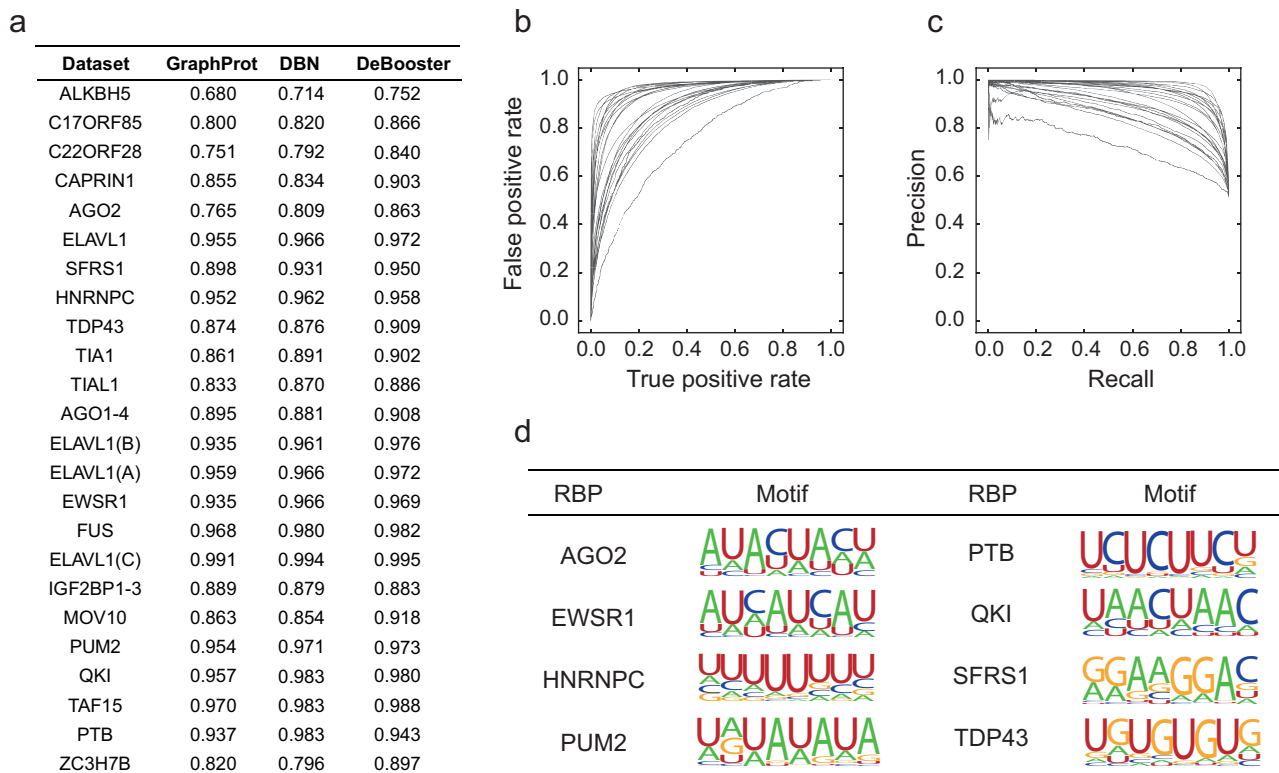 a
Dataset GraphProt DBN DeBooster
ALKBH5 0.680 0.714 0.752
C17ORF85 0.800 0.820 0.866
C22ORF28 0.751 0.792 0.840
CAPRIN1 0.855 0.834 0.903
AGO2 0.765 0.809 0.863
ELAVL1 0.955 0.966 0.972
SFRS1 0.898 0.931 0.950
HNRNPC 0.952 0.962 0.958
TDP43 0.874 0.876 0.909
TIA1 0.861 0.891 0.902
TIAL1 0.833 0.870 0.886
AGO1-4 0.895 0.881 0.908
ELAVL1(B) 0.935 0.961 0.976
ELAVL1(A) 0.959 0.966 0.972
EWSR1 0.935 0.966 0.969
FUS 0.968 0.980 0.982
ELAVL1(C) 0.991 0.994 0.995
IGF2BP1-3 0.889 0.879 0.883
MOV10 0.863 0.854 0.918
PUM2 0.954 0.971 0.973
QKI 0.957 0.983 0.980
TAF15 0.970 0.983 0.988
PTB 0.937 0.983 0.943
ZC3H7B 0.820 0.796 0.897
b
False positive rate
1.0
0.8
0.6
0.4
0.2
0.0
0.0 0.2 0.4 0.6 0.8 1.0
True positive rate
c
Precision
1.0
0.8
0.6
0.4
0.2
0.0
0.0 0.2 0.4 0.6 0.8 1.0
Recall
d
RBP Motif RBP Motif
AGO2 AUACUACU PTB UCUCUUCU
EWSR1 AUCAUCAU QKI UAACUAAC
HNRNPC UUUUUUUU SFRS1 GGAAGGAC
PUM2 UAUAUAUA TDP43 UGUGUGUG